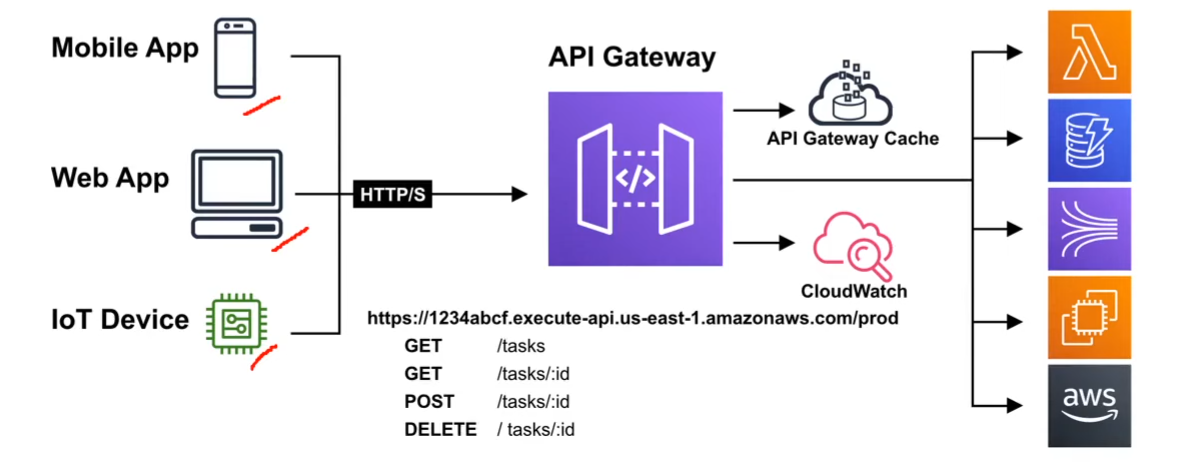 Mobile App
Web App
IoT Device
HTTP/S
API Gateway
</>
API Gateway Cache
CloudWatch
https://1234abcf.execute-api.us-east-1.amazonaws.com/prod
GET /tasks
GET /tasks/:id
POST /tasks/:id
DELETE / tasks/:id
aws